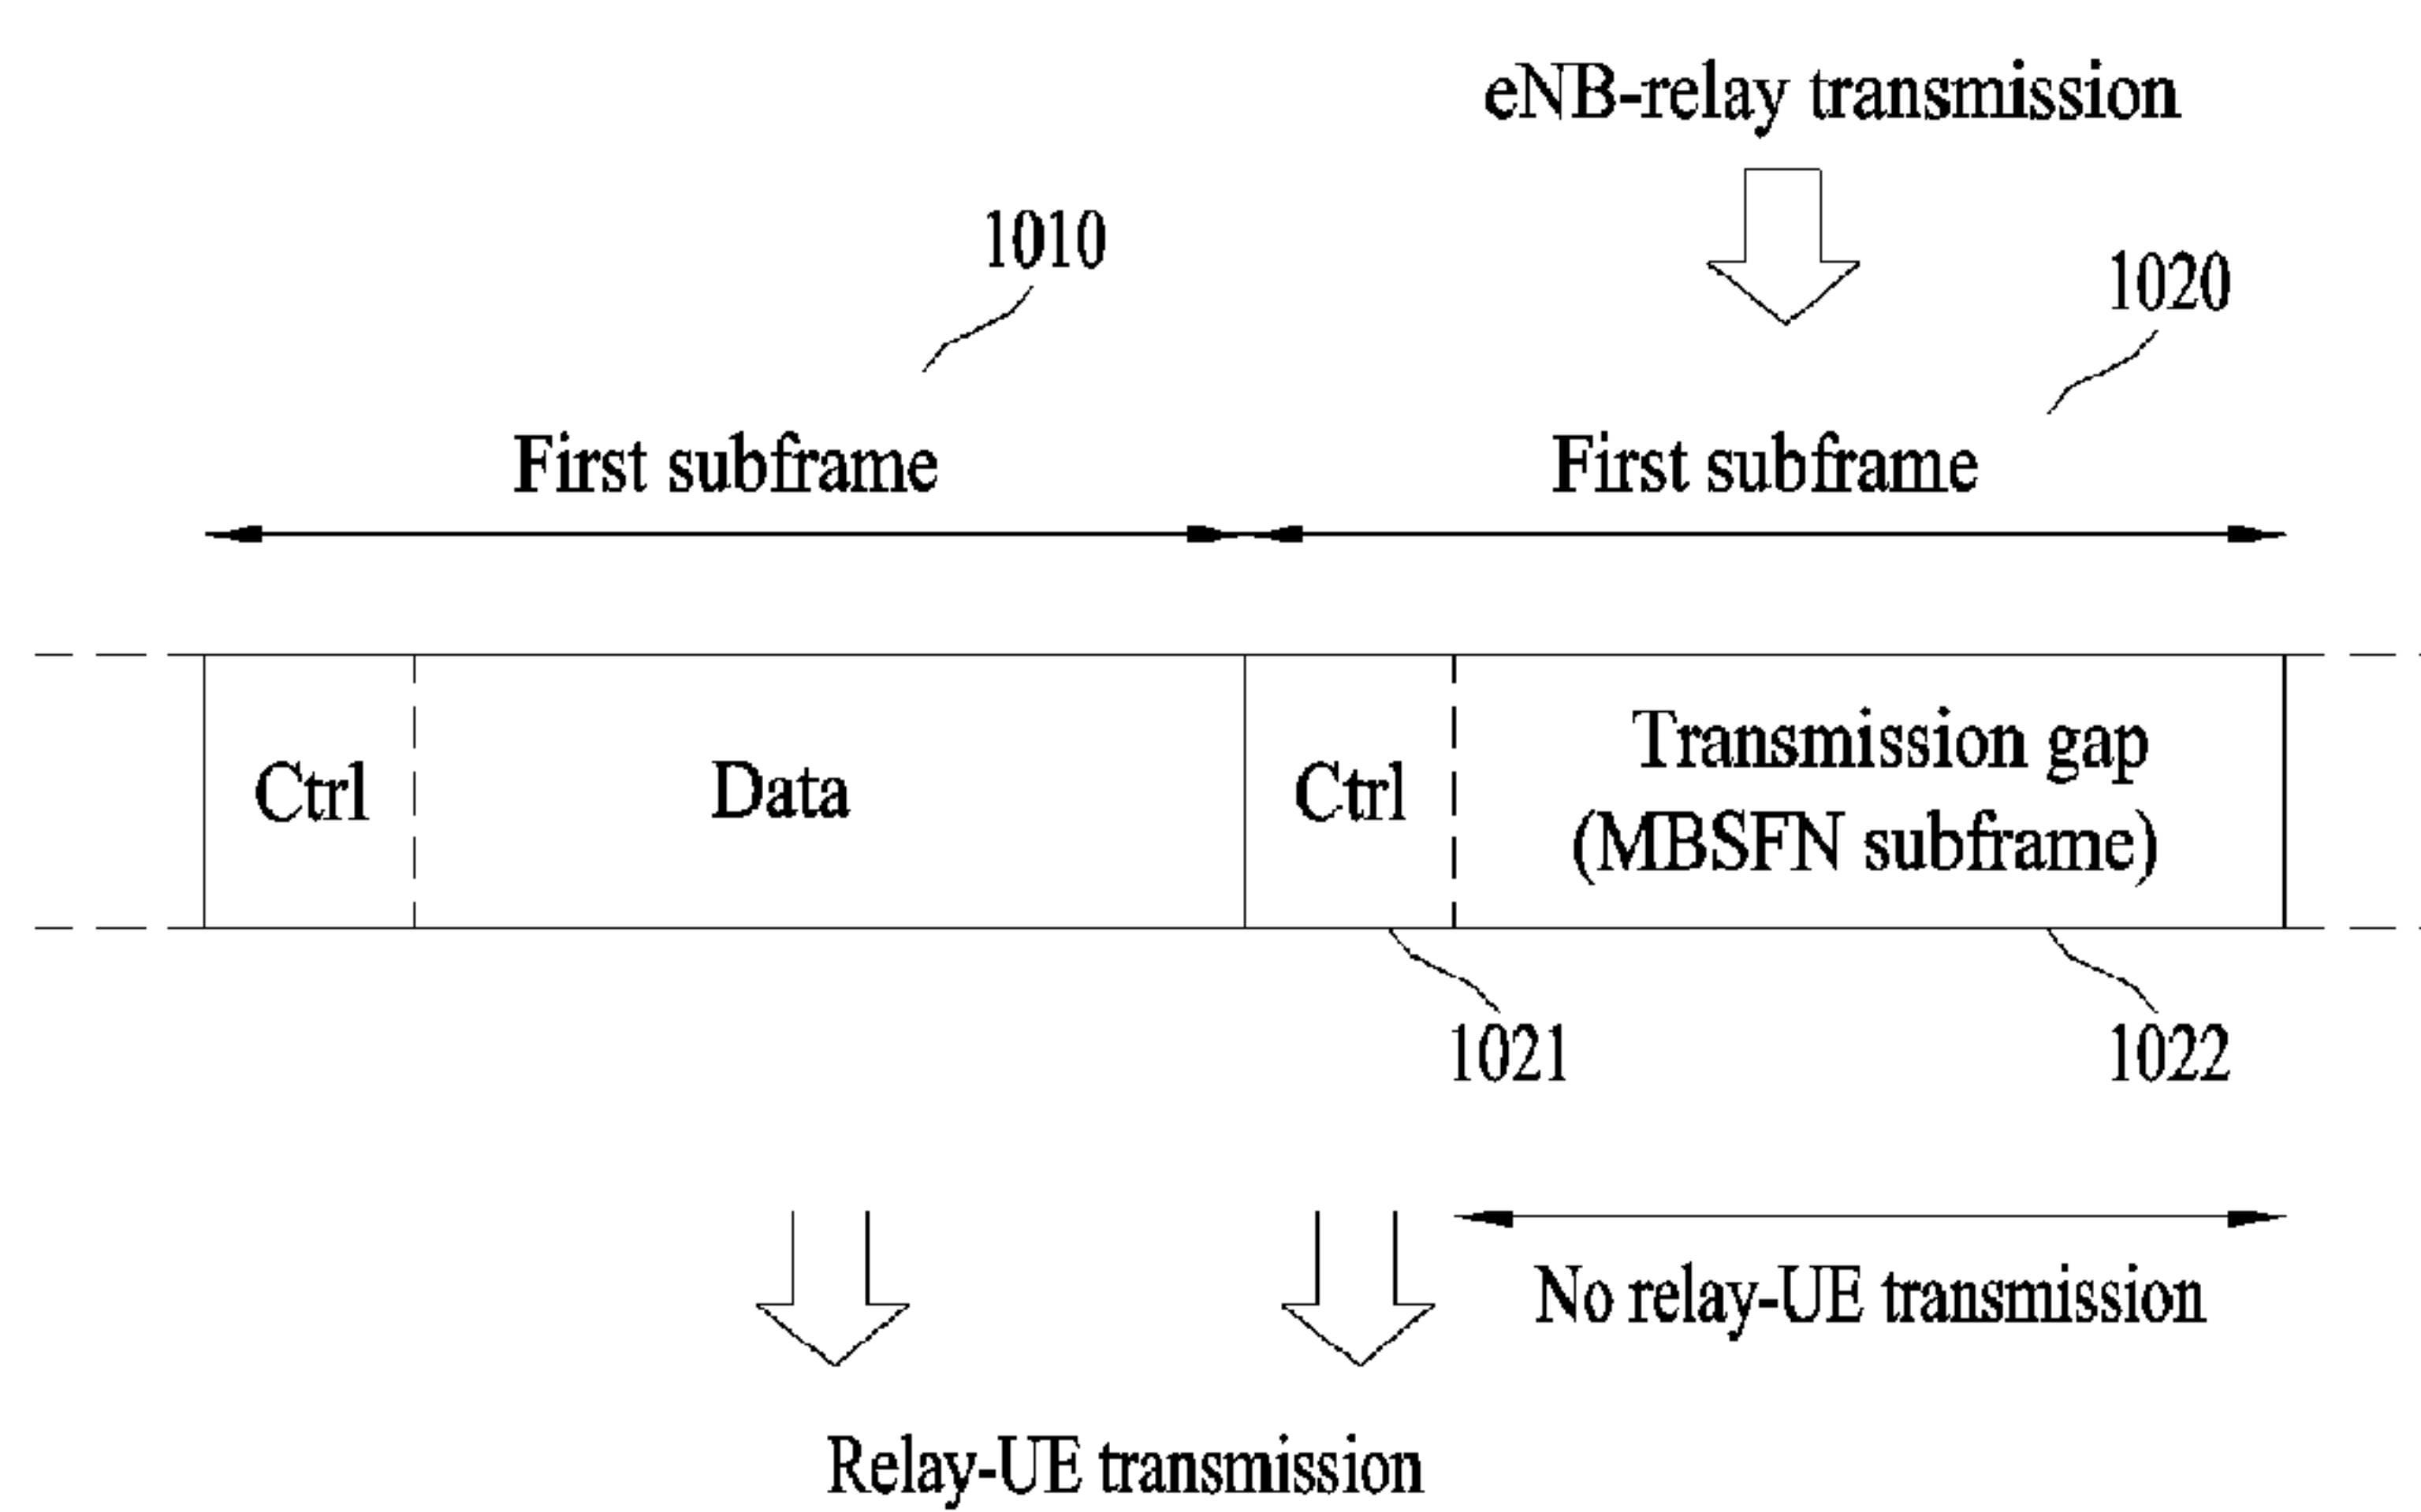 eNB-relay transmission
1010
1020
First subframe
First subframe
Ctrl
Data
Ctrl
Transmission gap
(MBSFN subframe)
1021
1022
No relay-UE transmission
Relay-UE transmission